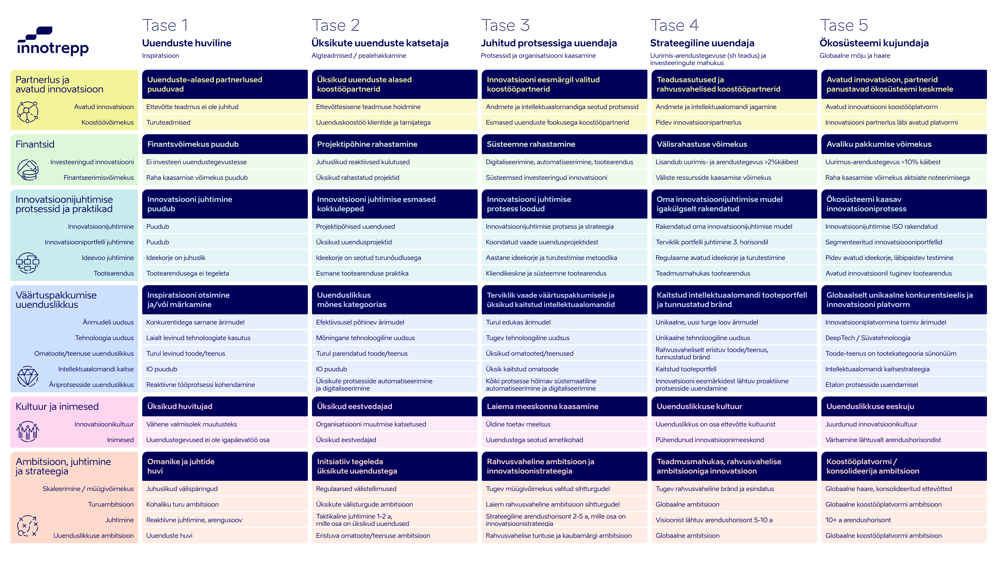 innotrepp
Tase 1
Uuenduste huviline
Inspiratsioon
Tase 2
Üksikute uuenduste katsetaja
Algteadmised / pealehakkamine
Tase 3
Juhitud protsessiga uuendaja
Protsessid ja organisatsiooni kaasamine
Tase 4
Strateegiline uuendaja
Uurimis-arendustegevuse (sh teadus) ja
investeeringute mahukus
Tase 5
Ökosüsteemi kujundaja
Globaalne mõju ja haare
Partnerlus ja
avatud innovatsioon
Uuenduste-alased partnerlused
puuduvad
Üksikud uuenduste alased
koostööpartnerid
Innovatsiooni eesmärgil valitud
koostööpartnerid
Teadusasutused ja
rahvusvahelised koostööpartnerid
Avatud innovatsioon, partnerid
panustavad ökosüsteemi keskmele
Avatud innovatsioon
Ettevõtte teadmus ei ole juhitud
Ettevõttesisene teadmuse hoidmine
Andmete ja intellektuaalomandiga seotud protsessid
Andmete ja intellektuaalomandi jagamine
Avatud innovatsiooni koostööplatvorm
Koostöövõimekus
Turuteadmised
Uuenduskoostöö klientide ja tarnijatega
Esmased uuenduste fookusega koostööpartnerid
Pidev innovatsioonipartnerlus
Innovatsiooni partnerlus läbi avatud platvormi
Finantsid
Finantsvõimekus puudub
Projektipõhine rahastamine
Süsteemne rahastamine
Välisrahastuse võimekus
Avaliku pakkumise võimekus
Investeeringud innovatsiooni
Ei investeeri uuendustegevustesse
Juhuslikud reaktiivsed kulutused
Digitaliseerimine, automatiseerimine, tootearendus
Lisandub uurimis- ja arendustegevus >2%käibest
Uurimus-arendustegevus >10% käibest
Finantseerimisvõimekus
Raha kaasamise võimekus puudub
Üksikud rahastatud projektid
Süsteemsed investeeringud innovatsiooni
Väliste ressursside kaasamise võimekus
Raha kaasamise võimekus aktsiate noteerimisega
Innovatsioonijuhtimise
protsessid ja praktikad
Innovatsiooni juhtimine
puudub
Innovatsiooni juhtimise esmased
kokkulepped
Innovatsiooni juhtimise
protsess loodud
Oma innovatsioonijuhtimise mudel
igakülgselt rakendatud
Ökosüsteemi kaasav
innovatsiooniprotsess
Innovatsioonijuhtimine
Puudub
Projektipõhised uuendused
Innovatsioonijuhtimise protsess ja strateegia
Rakendatud oma innovatsioonijuhtimise mudel
Innovatsioonijuhtimise ISO rakendatud
Innovatsiooniportfelli juhtimine
Puudub
Üksikud uuendusprojektid
Koondatud vaade uuendusprojektidest
Terviklik portfelli juhtimine 3. horisondil
Segmenteeritud innovatsioooniportfellid
Ideevoo juhtimine
Ideekorje on juhuslik
Ideekorje on seotud turunõudlusega
Aastane ideekorje ja turutestimise metoodika
Regulaarne avatud ideekorje ja turutestimine
Pidev avatud ideekorje, läbipaistev testimine
Tootearendus
Tootearendusega ei tegeleta
Esmane tootearenduse praktika
Kliendikeskne ja süsteemne tootearendus
Teadmusmahukas tootearendus
Avatud innovatsioonil tuginev tootearendus
Väärtuspakkumise
uuenduslikkus
Inspiratsiooni otsimine
ja/või märkamine
Uuenduslikkus
mõnes kategoorias
Terviklik vaade väärtuspakkumisele ja
üksikud kaitstud intellektuaalomandid
Kaitstud intellektuaalomandi tooteportfell
ja tunnustatud bränd
Globaalselt unikaalne konkurentsieelis ja
innovatsiooni platvorm
Ärimudeli uudsus
Konkurentidega sarnane ärimudel
Efektiivsusel põhinev ärimudel
Turul edukas ärimudel
Unikaalne, uusi turge loov ärimudel
Innovatsiooniplatvormina toimiv ärimudel
Tehnoloogia uudsus
Laialt levinud tehnoloogiate kasutus
Mõningane tehnoloogiline uudsus
Tugev tehnoloogiline uudsus
Unikaalne tehnoloogiline uudsus
DeepTech / Süvatehnoloogia
Omatoote/teenuse uuenduslikkus
Turul levinud toode/teenus
Turul parendatud toode/teenus
Üksikud omatooted/teenused
Rahvusvaheliselt eristuv toode/teenus,
tunnustatud bränd
Toode-teenus on tootekategooria sünonüüm
Intellektuaalomandi kaitse
IO puudub
IO puudub
Üksik kaitstud omatoode
Kaitstud tooteportfell
Intellektuaalomandi kaitsestrateegia
Äriprotsesside uuenduslikkus
Reaktiivne tööprotsessi kohendamine
Üksikute protsesside automatiseerimine
ja digitaliseerimine
Kõiki protsesse hõlmav süstemaatiline
automatiseerimine ja digitaliseerimine
Innovatsiooni eesmärkidest lähtuv proaktiivne
protsesside uuendamine
Etalon protsesside uuendamisel
Kultuur ja inimesed
Üksikud huvitujad
Üksikud eestvedajad
Laiema meeskonna kaasamine
Uuenduslikkuse kultuur
Uuenduslikkuse eeskuju
Innovatsioonikultuur
Vähene valmisolek muutusteks
Organisatsiooni muutmise katsetused
Üldine toetav meelsus
Uuenduslikkus on osa ettevõtte kultuurist
Juurdunud innovatsioonikultuur
Inimesed
Uuendustegevused ei ole igapäevatöö osa
Üksikud eestvedajad
Uuendustega seotud ametikohad
Pühendunud innovatsioonimeeskond
Värbamine lähtuvalt arendushorisondist
Ambitsioon, juhtimine
ja strateegia
Omanike ja juhtide
huvi
Initsiatiiv tegeleda
üksikute uuendustega
Rahvusvaheline ambitsioon ja
innovatsioonistrateegia
Teadmusmahukas, rahvusvahelise
ambitsiooniga innovatsioon
Koostööplatvormi /
konsolideerija ambitsioon
Skaleerimine / müügivõimekus
Juhuslikud välispäringud
Regulaarsed välistellimused
Tugev müügivõimekus valitud sihtturgudel
Tugev rahvusvaheline bränd ja esindatus
Globaalne haare, konsolideeritud ettevõtted
Turuambitsioon
Kohaliku turu ambitsioon
Üksikute välisturgude ambitsioon
Laiem rahvusvaheline ambitsioon sihtturgudel
Globaalne ambitsioon
Globaalne koostööplatvormi ambitsioon
Juhtimine
Reaktiivne juhtimine, arengusoov
Taktikaline juhtimine 1-2 a,
mille osa on üksikud uuendused
Strateegiline arendushorisont 2-5 a, mille osa on
innovatsioonistrateegia
Visioonist lähtuv arendushorisont 5-10 a
10+ a arendushorisont
Uuenduslikkuse ambitsioon
Uuenduste huvi
Eristuva omatoote/teenuse ambitsioon
Rahvusvahelise tuntuse ja kaubamärgi ambitsioon
Globaalne ambitsioon
Globaalne koostööplatvormi ambitsioon